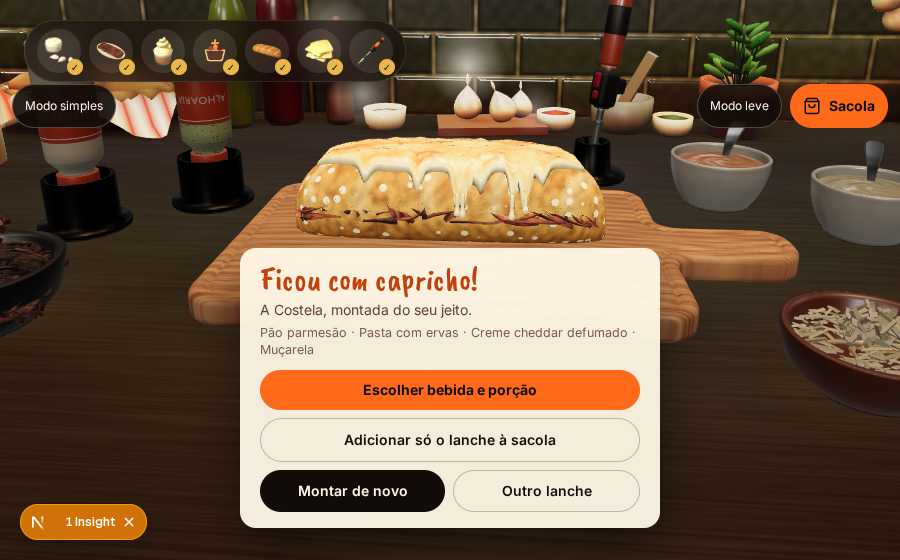 Modo simples
Modo leve
Sacola
Ficou com capricho!
A Costela, montada do seu jeito.
Pão parmesão · Pasta com ervas · Creme cheddar defumado ·
Muçarela
Escolher bebida e porção
Adicionar só o lanche à sacola
Montar de novo
Outro lanche
N
1 Insight